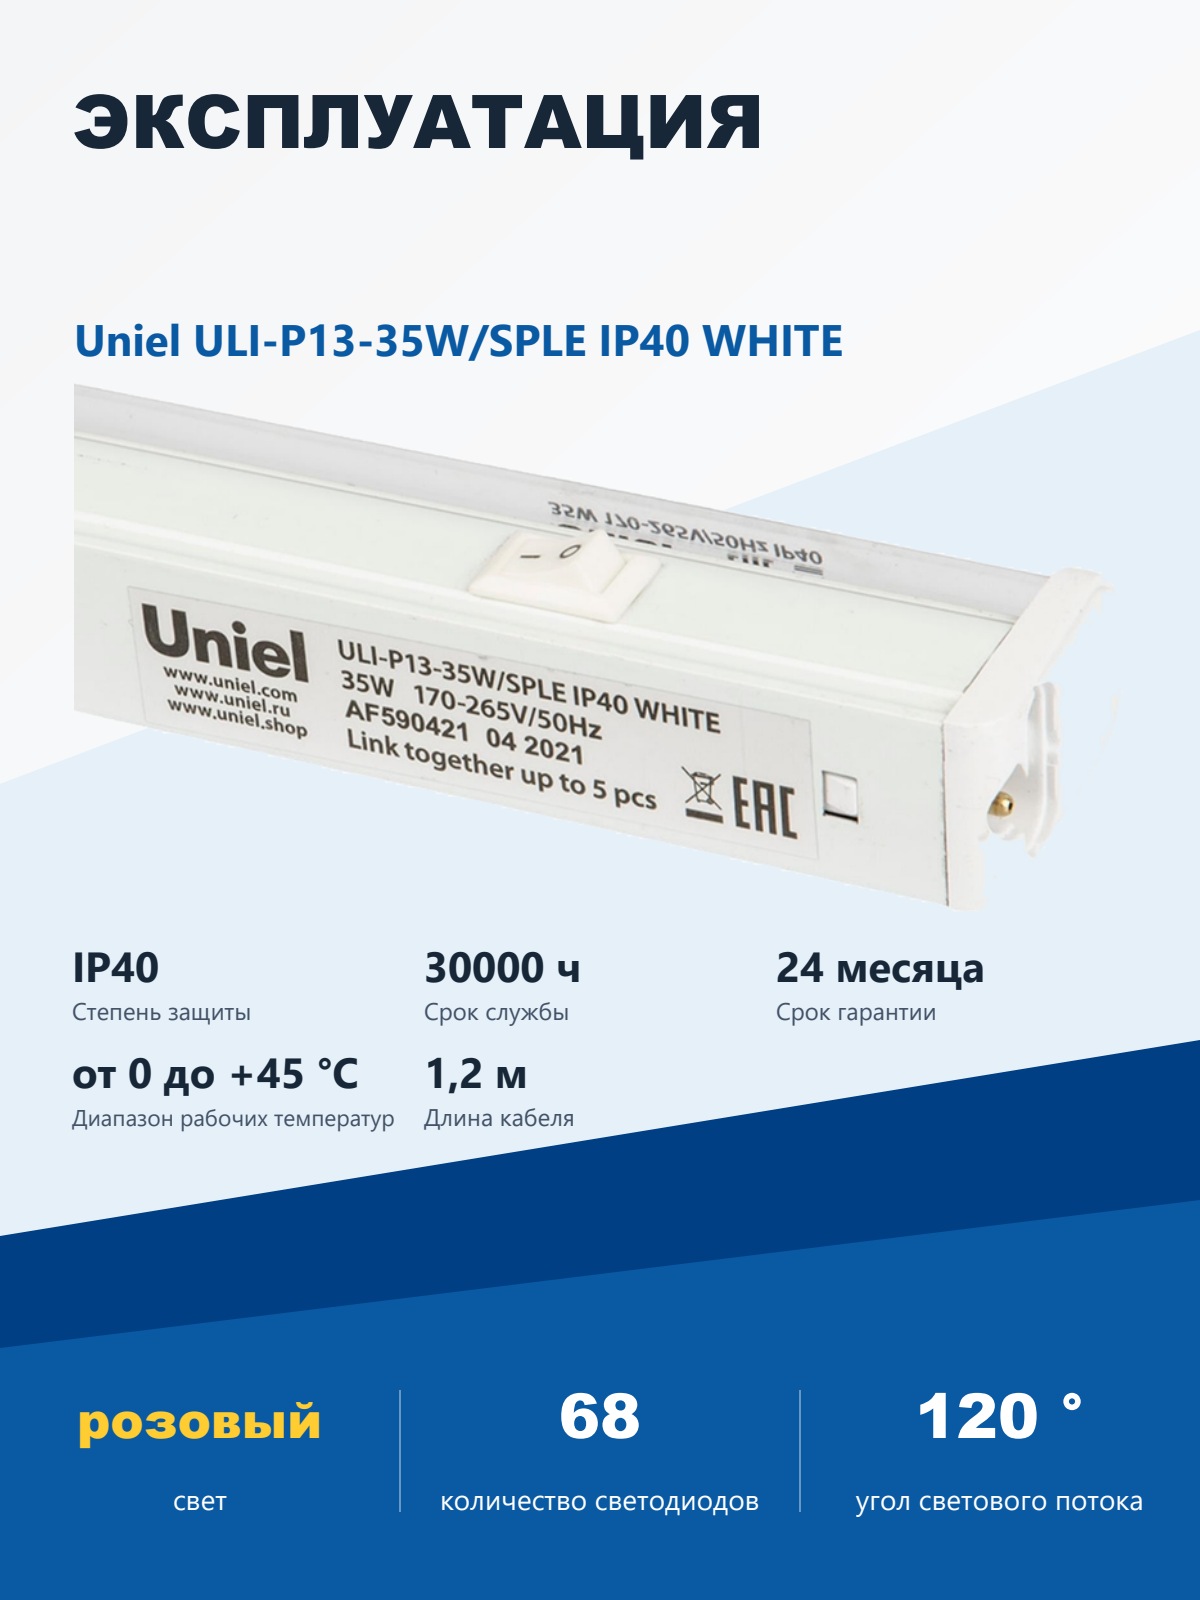 ЭКСПЛУАТАЦИЯ
Uniel ULI-P13-35W/SPLE IP40 WHITE
35W 170-265V/50Hz IP40
Uniel
www.uniel.com
www.uniel.ru
www.uniel.shop
ULI-P13-35W/SPLE IP40 WHITE
35W 170-265V/50Hz
AF590421 04 2021
Link together up to 5 pcs
EAC
IP40
Степень защиты
30000 ч
Срок службы
24 месяца
Срок гарантии
от 0 до +45 °C
Диапазон рабочих температур
1,2 м
Длина кабеля
розовый
свет
68
количество светодиодов
120 °
угол светового потока